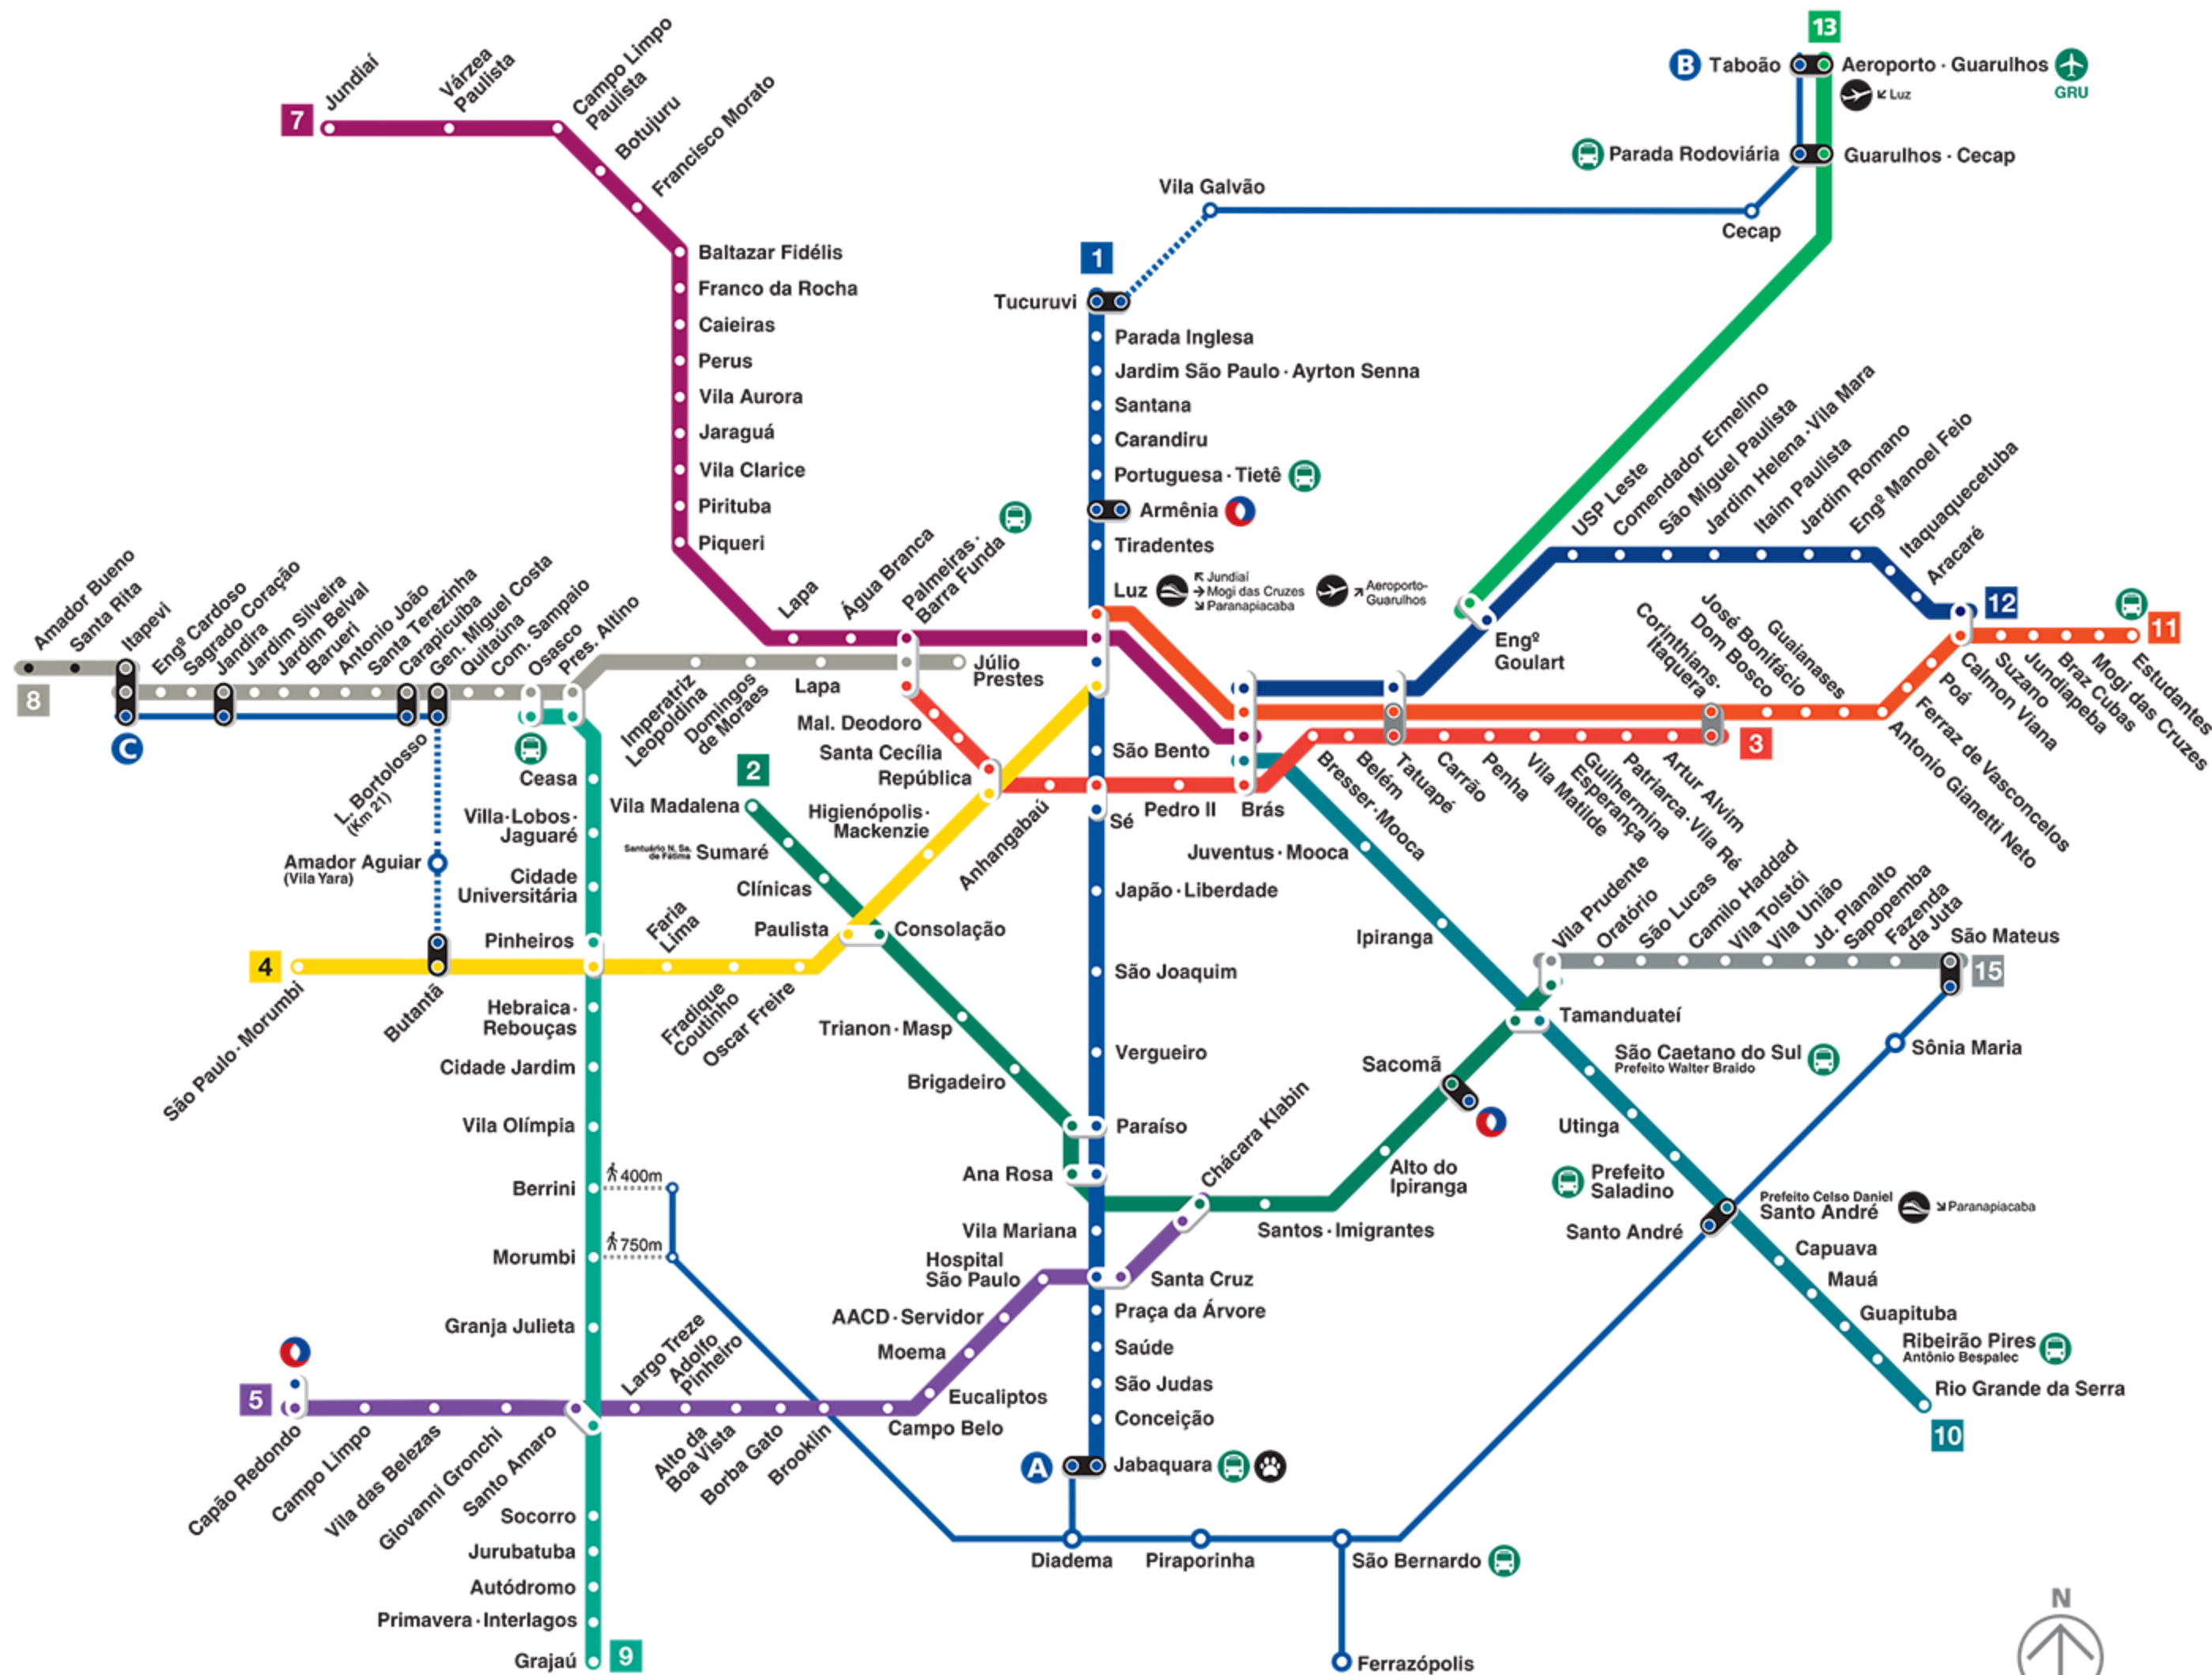 13
B
Taboão
Aeroporto · Guarulhos
GRU
↙ Luz
Parada Rodoviária
Guarulhos · Cecap
Vila Galvão
Cecap
7
Jundiaí
Várzea
Paulista
Campo Limpo
Paulista
Botujuru
Francisco Morato
Baltazar Fidélis
Franco da Rocha
Caieiras
Perus
Vila Aurora
Jaraguá
Vila Clarice
Pirituba
Piqueri
Lapa
Água Branca
Palmeiras ·
Barra Funda
1
Tucuruvi
Parada Inglesa
Jardim São Paulo · Ayrton Senna
Santana
Carandiru
Portuguesa · Tietê
Armênia
Tiradentes
Luz
↖ Jundiaí
→ Mogi das Cruzes
↘ Paranapiacaba
↗ Aeroporto-
Guarulhos
USP Leste
Comendador Ermelino
São Miguel Paulista
Jardim Helena · Vila Mara
Itaim Paulista
Jardim Romano
Engº Manoel Feio
Itaquaquecetuba
Aracaré
12
11
Engº
Goulart
Amador Bueno
Santa Rita
Itapevi
Engº Cardoso
Sagrado Coração
Jandira
Jardim Silveira
Jardim Belval
Barueri
Antonio João
Santa Terezinha
Carapicuíba
Gen. Miguel Costa
Quitaúna
Com. Sampaio
Osasco
Pres. Altino
8
C
Imperatriz
Leopoldina
Domingos
de Moraes
Lapa
Júlio
Prestes
Mal. Deodoro
Santa Cecília
República
Corinthians ·
Itaquera
Dom Bosco
José Bonifácio
Guaianases
Antonio Gianetti Neto
Ferraz de Vasconcelos
Poá
Calmon Viana
Suzano
Jundiapeba
Braz Cubas
Mogi das Cruzes
Estudantes
3
São Bento
Anhangabaú
Sé
Pedro II
Brás
Bresser · Mooca
Belém
Tatuapé
Carrão
Penha
Vila Matilde
Guilhermina
Esperança
Patriarca · Vila Ré
Artur Alvim
L. Bortolosso
(Km 21)
Amador Aguiar
(Vila Yara)
Ceasa
Villa-Lobos ·
Jaguaré
Cidade
Universitária
Pinheiros
2
Vila Madalena
Santuário N. Sa.
de Fátima
Sumaré
Clínicas
Higienópolis ·
Mackenzie
Paulista
Consolação
Japão · Liberdade
São Joaquim
Vergueiro
Juventus · Mooca
Ipiranga
Vila Prudente
Oratório
São Lucas
Camilo Haddad
Vila Tolstói
Vila União
Jd. Planalto
Sapopemba
Fazenda
da Juta
São Mateus
15
4
São Paulo · Morumbi
Butantã
Faria
Lima
Fradique
Coutinho
Oscar Freire
Hebraica ·
Rebouças
Cidade Jardim
Vila Olímpia
Berrini
400m
Morumbi
750m
Granja Julieta
Trianon · Masp
Brigadeiro
Paraíso
Ana Rosa
Vila Mariana
Chácara Klabin
Santos · Imigrantes
Alto do
Ipiranga
Sacomã
Tamanduateí
São Caetano do Sul
Prefeito Walter Braido
Sônia Maria
Utinga
Prefeito
Saladino
Prefeito Celso Daniel
Santo André
↘ Paranapiacaba
Santo André
Capuava
Mauá
Guapituba
Ribeirão Pires
Antônio Bespalec
Rio Grande da Serra
10
Hospital
São Paulo
Santa Cruz
AACD · Servidor
Moema
Eucaliptos
Campo Belo
Praça da Árvore
Saúde
São Judas
Conceição
A
Jabaquara
5
Capão Redondo
Campo Limpo
Vila das Belezas
Giovanni Gronchi
Santo Amaro
Largo Treze
Adolfo
Pinheiro
Alto da
Boa Vista
Borba Gato
Brooklin
Socorro
Jurubatuba
Autódromo
Primavera · Interlagos
Grajaú
9
Diadema
Piraporinha
São Bernardo
Ferrazópolis
N